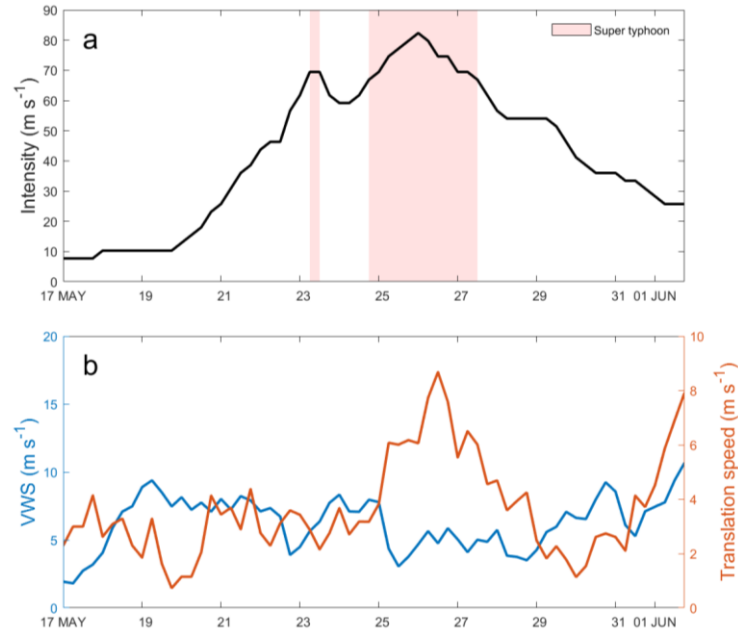 a
Super typhoon
Intensity (m s⁻¹)
90
80
70
60
50
40
30
20
10
0
17 MAY 19 21 23 25 27 29 31 01 JUN
b
VWS (m s⁻¹)
20
15
10
5
0
Translation speed (m s⁻¹)
10
8
6
4
2
0
17 MAY 19 21 23 25 27 29 31 01 JUN